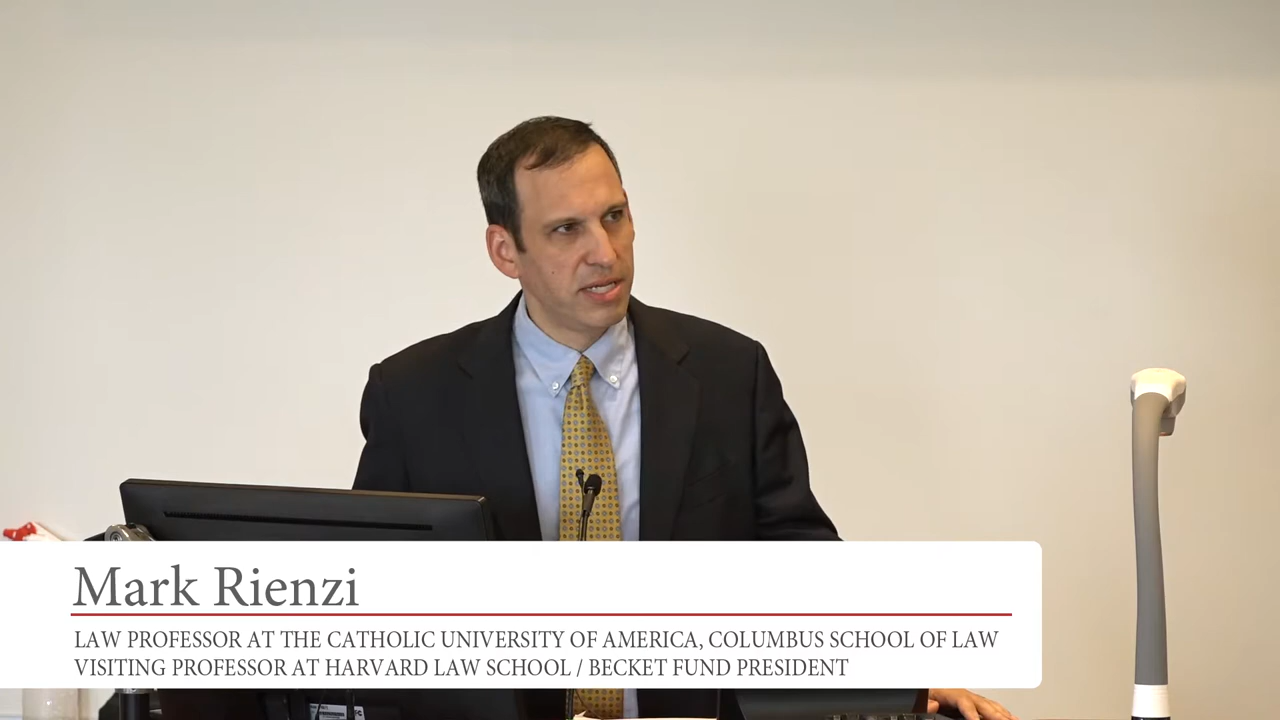 Mark Rienzi
LAW PROFESSOR AT THE CATHOLIC UNIVERSITY OF AMERICA, COLUMBUS SCHOOL OF LAW
VISITING PROFESSOR AT HARVARD LAW SCHOOL / BECKET FUND PRESIDENT